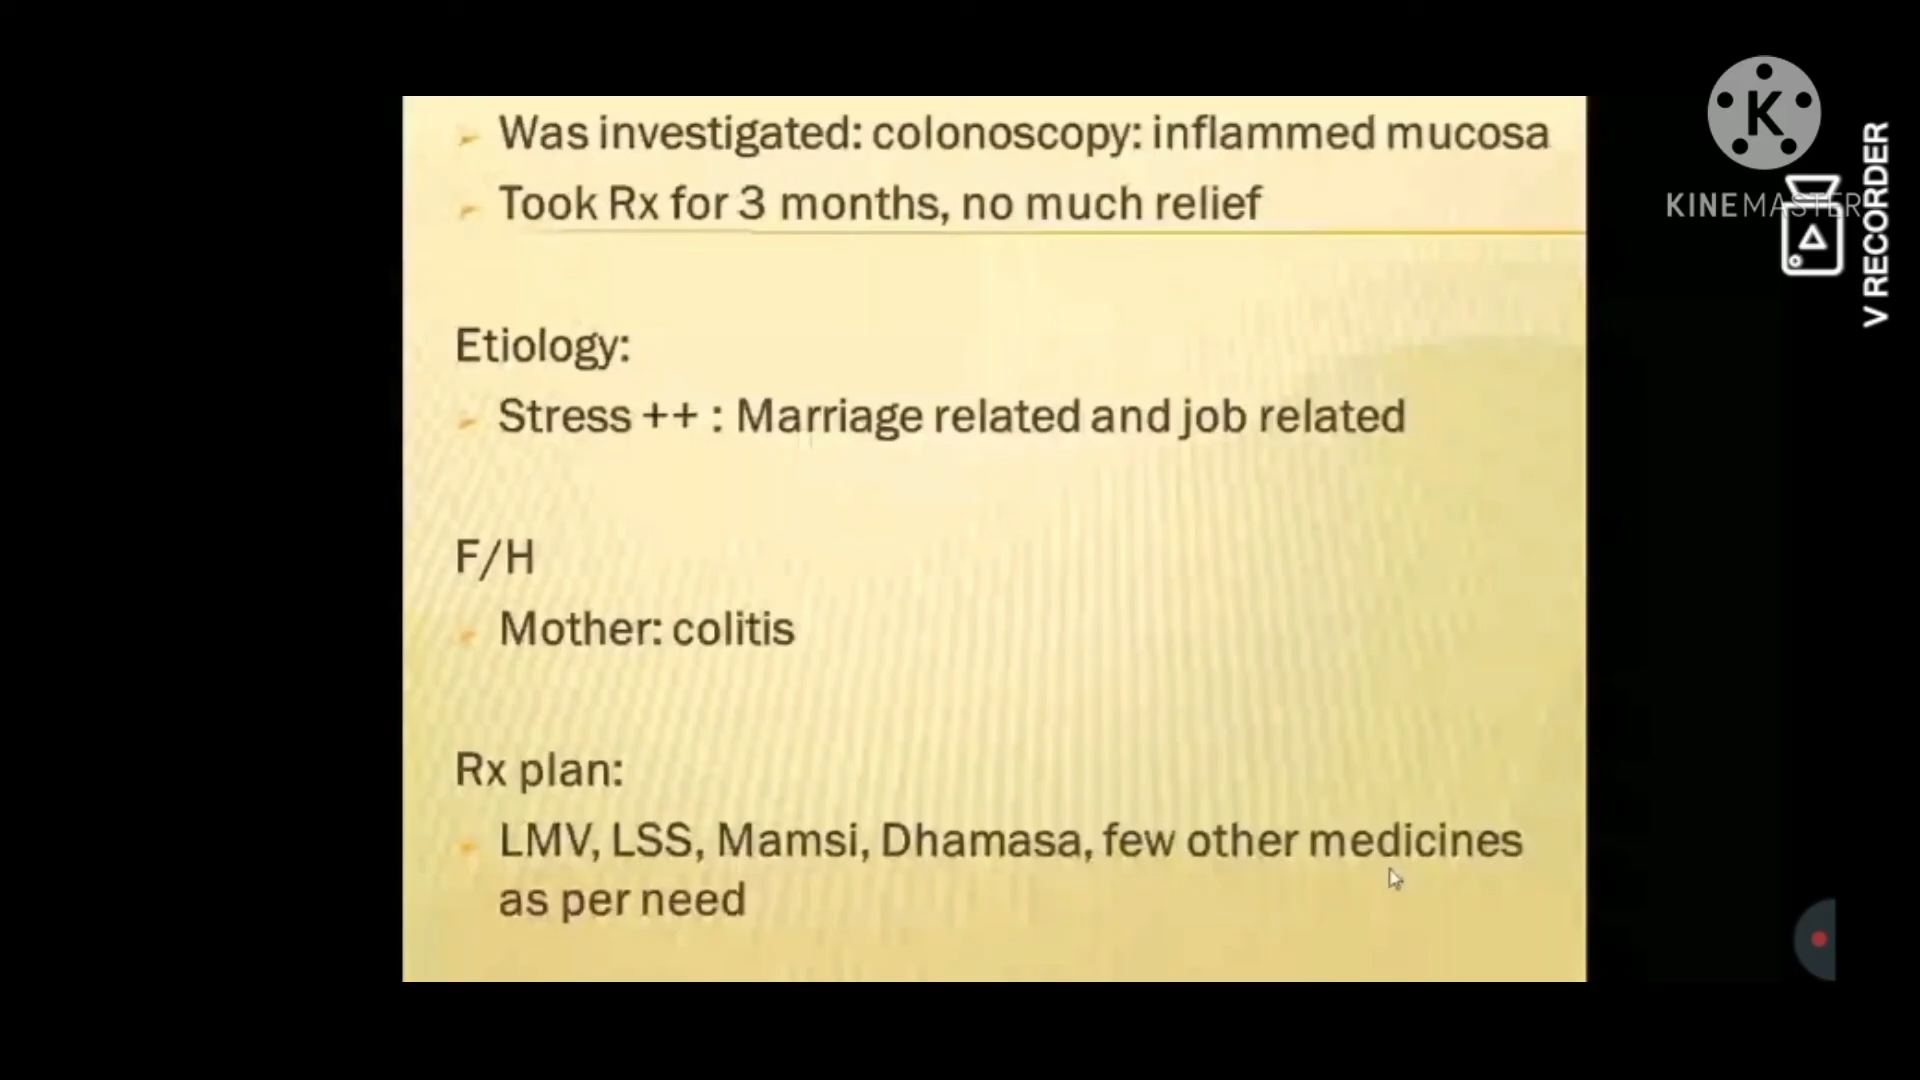 Was investigated: colonoscopy: inflammed mucosa
Took Rx for 3 months, no much relief
Etiology:
Stress ++ : Marriage related and job related
F/H
Mother: colitis
Rx plan:
LMV, LSS, Mamsi, Dhamasa, few other medicines
as per need
K
KINEMASTER
V RECORDER